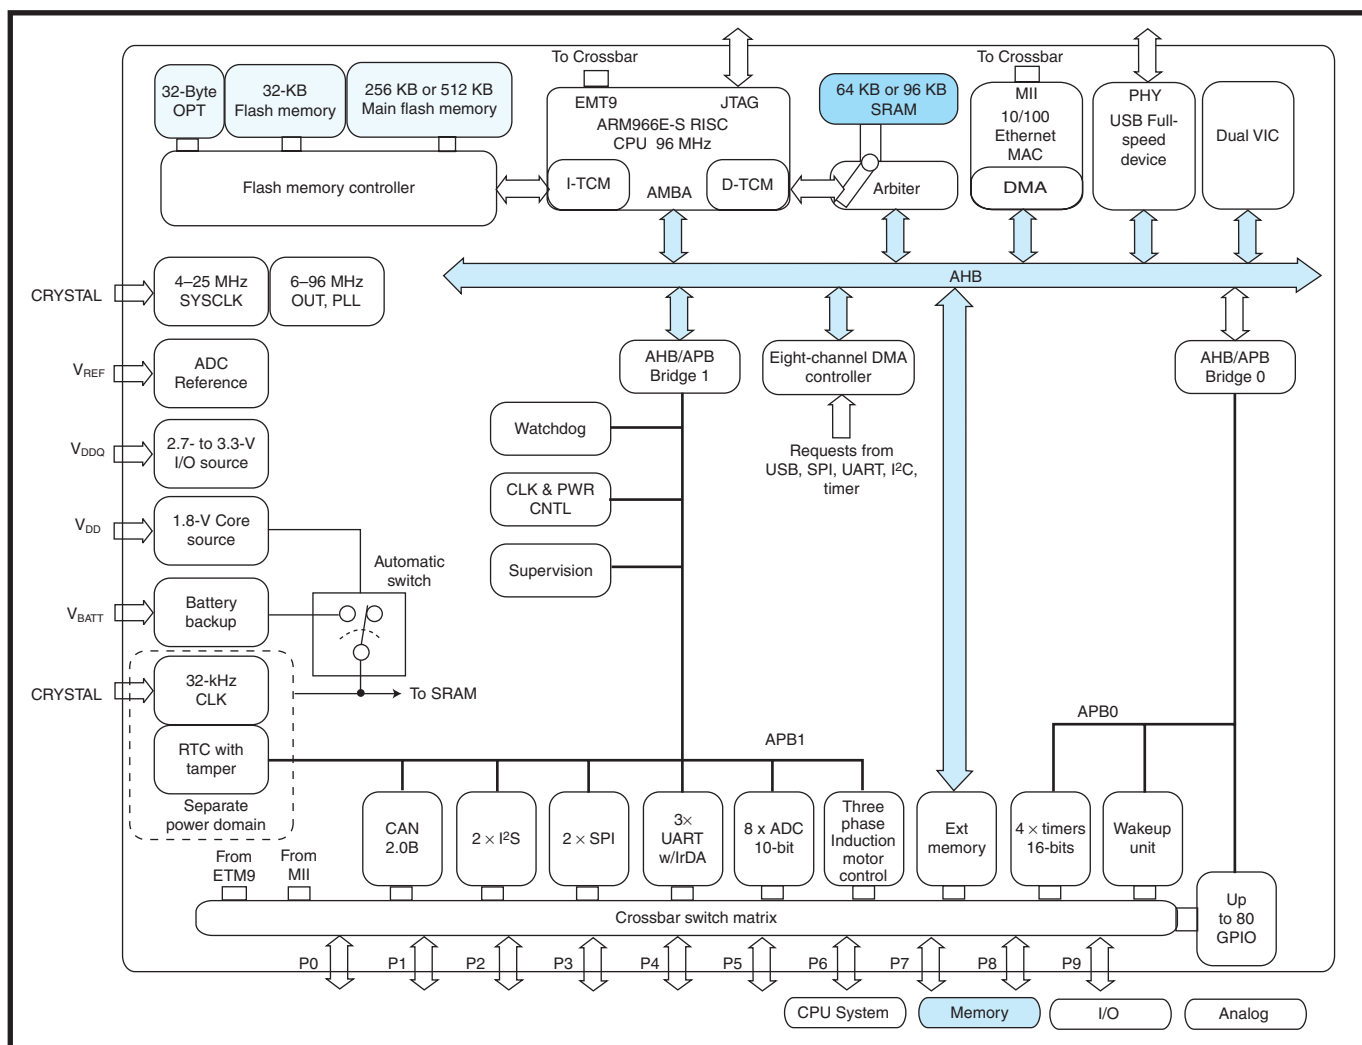 To Crossbar
To Crossbar
32-Byte
OPT
32-KB
Flash memory
256 KB or 512 KB
Main flash memory
EMT9
JTAG
ARM966E-S RISC
CPU 96 MHz
I-TCM
AMBA
D-TCM
64 KB or 96 KB
SRAM
Arbiter
MII
10/100
Ethernet
MAC
DMA
PHY
USB Full-
speed
device
Dual VIC
Flash memory controller
AHB
CRYSTAL
4–25 MHz
SYSCLK
6–96 MHz
OUT, PLL
VREF
ADC
Reference
AHB/APB
Bridge 1
Eight-channel DMA
controller
AHB/APB
Bridge 0
VDDQ
2.7- to 3.3-V
I/O source
Watchdog
Requests from
USB, SPI, UART, I²C,
timer
CLK & PWR
CNTL
VDD
1.8-V Core
source
Automatic
switch
Supervision
VBATT
Battery
backup
CRYSTAL
32-kHz
CLK
To SRAM
RTC with
tamper
Separate
power domain
APB1
APB0
CAN
2.0B
2 × I²S
2 × SPI
3×
UART
w/IrDA
8 x ADC
10-bit
Three
phase
Induction
motor
control
Ext
memory
4 × timers
16-bits
Wakeup
unit
From
ETM9
From
MII
Up
to 80
GPIO
Crossbar switch matrix
P0 P1 P2 P3 P4 P5 P6 P7 P8 P9
CPU System
Memory
I/O
Analog